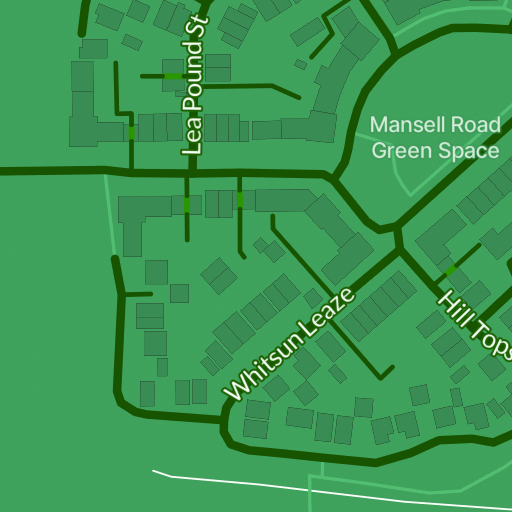 Lea Pound St
Mansell Road
Green Space
Whitsun Leaze
Hill Tops